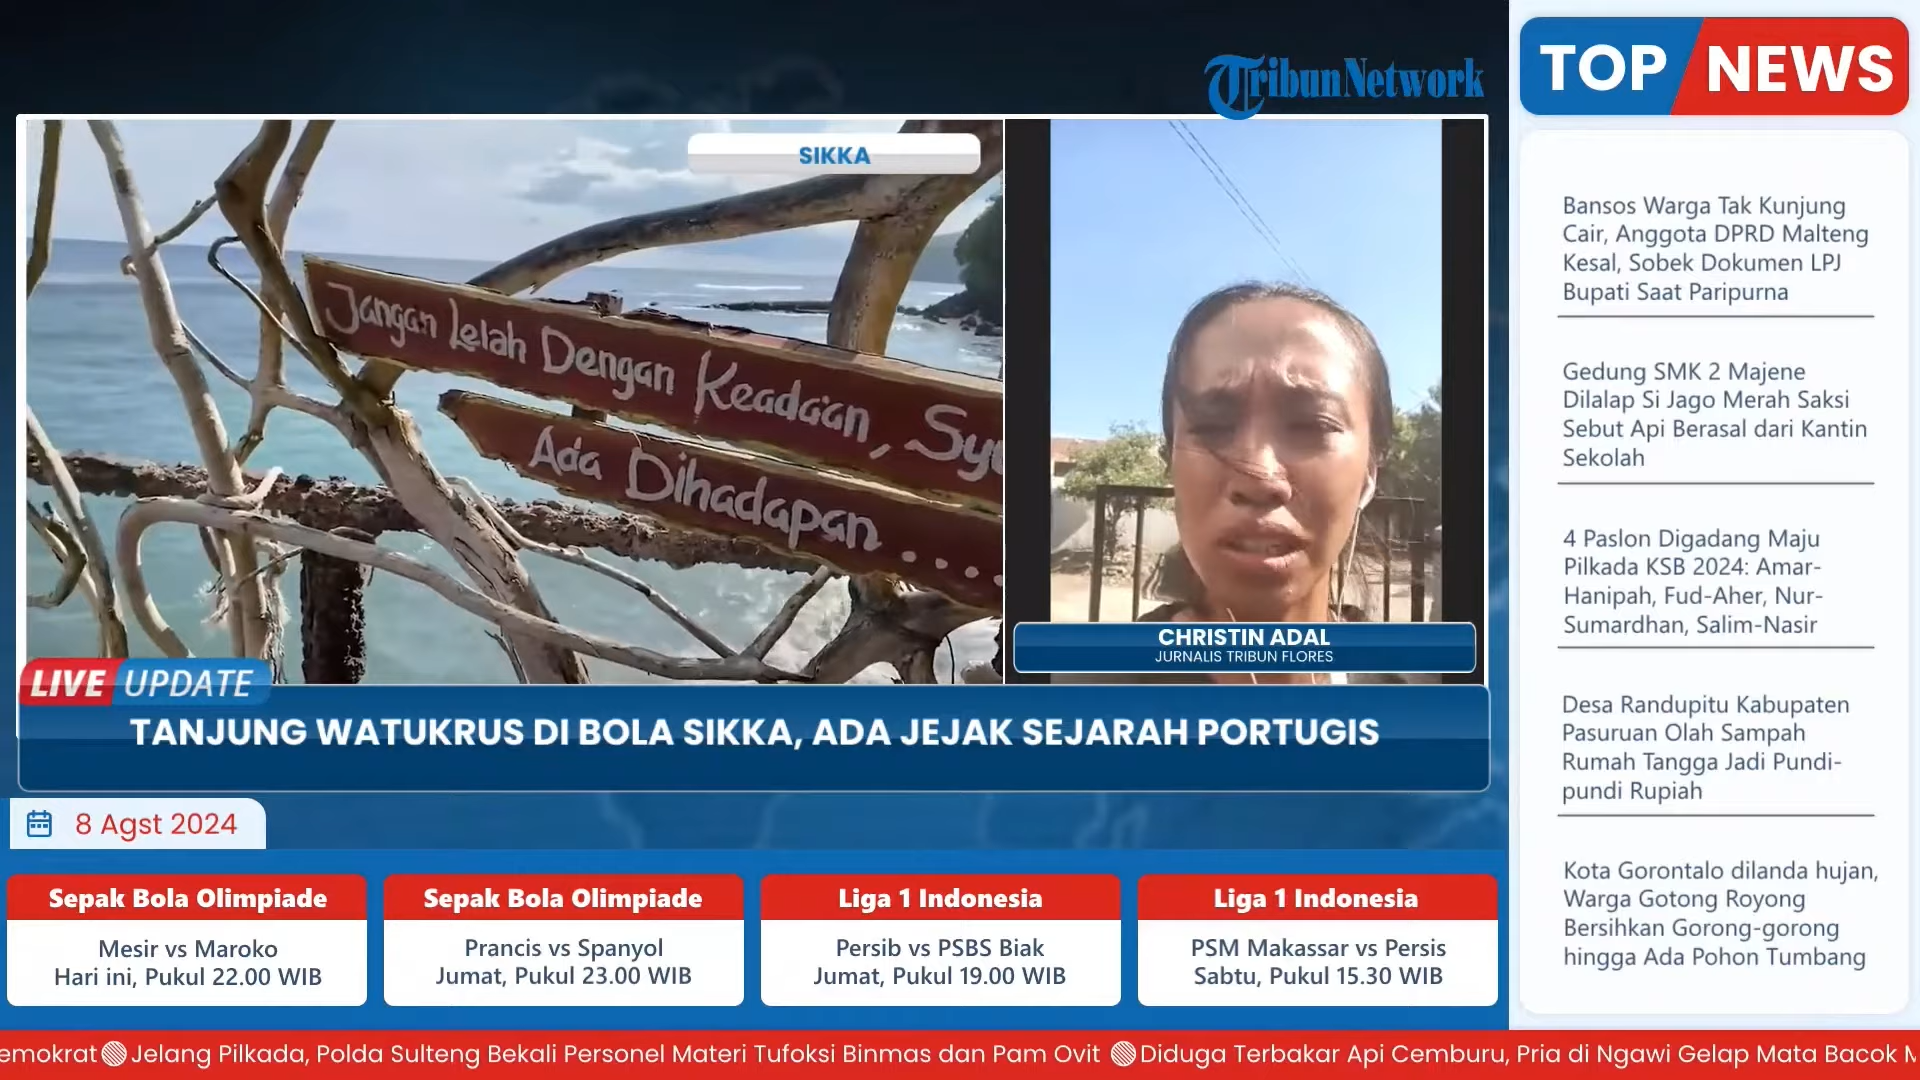 TribunNetwork
TOP NEWS
SIKKA
Jangan Lelah Dengan Keadaan,
Ada Dihadapan.....
CHRISTIN ADAL
JURNALIS TRIBUN FLORES
LIVE UPDATE
TANJUNG WATUKRUS DI BOLA SIKKA, ADA JEJAK SEJARAH PORTUGIS
8 Agst 2024
Sepak Bola Olimpiade
Mesir vs Maroko
Hari ini, Pukul 22.00 WIB
Sepak Bola Olimpiade
Prancis vs Spanyol
Jumat, Pukul 23.00 WIB
Liga 1 Indonesia
Persib vs PSBS Biak
Jumat, Pukul 19.00 WIB
Liga 1 Indonesia
PSM Makassar vs Persis
Sabtu, Pukul 15.30 WIB
Bansos Warga Tak Kunjung
Cair, Anggota DPRD Malteng
Kesal, Sobek Dokumen LPJ
Bupati Saat Paripurna
Gedung SMK 2 Majene
Dilalap Si Jago Merah Saksi
Sebut Api Berasal dari Kantin
Sekolah
4 Paslon Digadang Maju
Pilkada KSB 2024: Amar-
Hanipah, Fud-Aher, Nur-
Sumardhan, Salim-Nasir
Desa Randupitu Kabupaten
Pasuruan Olah Sampah
Rumah Tangga Jadi Pundi-
pundi Rupiah
Kota Gorontalo dilanda hujan,
Warga Gotong Royong
Bersihkan Gorong-gorong
hingga Ada Pohon Tumbang
emokrat Jelang Pilkada, Polda Sulteng Bekali Personel Materi Tufoksi Binmas dan Pam Ovit Diduga Terbakar Api Cemburu, Pria di Ngawi Gelap Mata Bacok